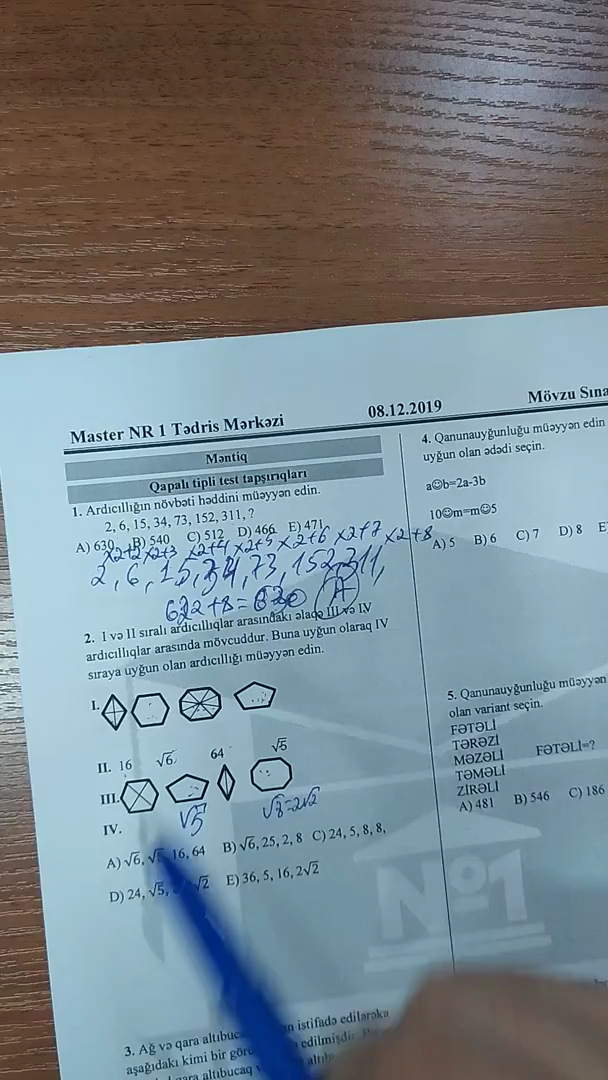 Master NR 1 Tədris Mərkəzi
08.12.2019
Mövzu Sına
Məntiq
Qapalı tipli test tapşırıqları
1. Ardıcıllığın növbəti həddini müəyyən edin.
2, 6, 15, 34, 73, 152, 311, ?
A) 630 B) 540 C) 512 D) 466 E) 471
x2+2 x2+3 x2+4 x2+5 x2+6 x2+7 x2+8
2, 6, 15, 34, 73, 152, 311,
622+8=630 A
2. I və II sıralı ardıcıllıqlar arasındakı əlaqə III və IV
ardıcıllıqlar arasında mövcuddur. Buna uyğun olaraq IV
sıraya uyğun olan ardıcıllığı müəyyən edin.
I.
II. 16 √6 64 √5
III.
√5 √8=2√2
IV.
A) √6, 16, 64 B) √6, 25, 2, 8 C) 24, 5, 8, 8,
D) 24, √5, √2 E) 36, 5, 16, 2√2
3. Ağ və qara istifadə edilərəkə
aşağıdakı kimi bir edilmişdir.
qara altıbucaq
4. Qanunauyğunluğu müəyyən edin
uyğun olan ədədi seçin.
a☺b=2a-3b
10☺m=m☺5
A) 5 B) 6 C) 7 D) 8 E
5. Qanunauyğunluğu müəyyən
olan variant seçin.
FƏTƏLİ
TƏRƏZİ
MƏZƏLİ FƏTƏLİ=?
TƏMƏLİ
ZİRƏLİ
A) 481 B) 546 C) 186
№1